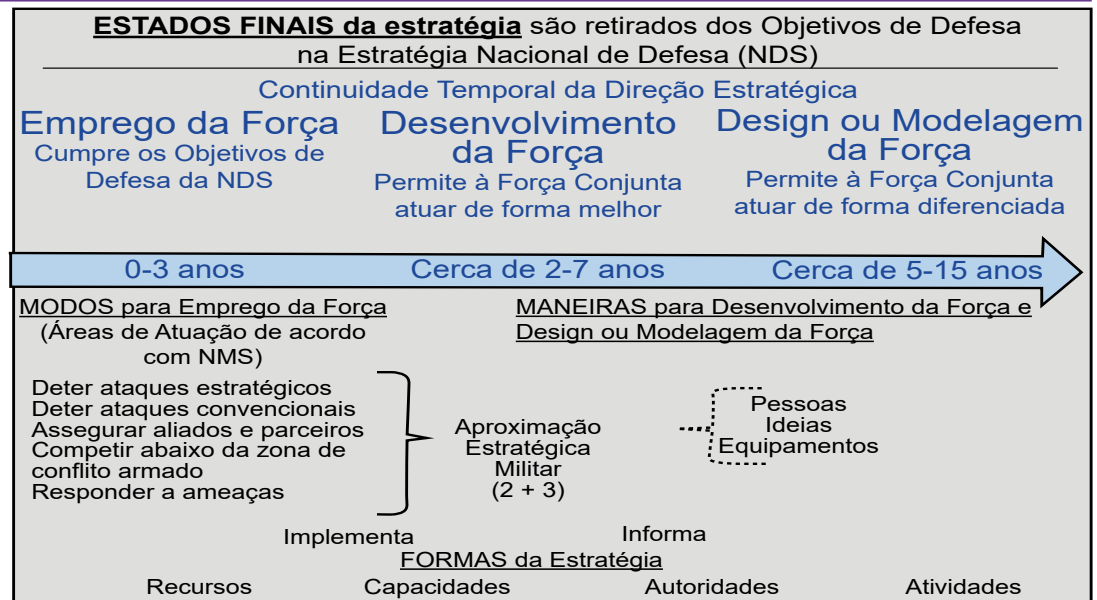 ESTADOS FINAIS da estratégia são retirados dos Objetivos de Defesa
na Estratégia Nacional de Defesa (NDS)
Continuidade Temporal da Direção Estratégica
Emprego da Força
Cumpre os Objetivos de
Defesa da NDS
Desenvolvimento
da Força
Permite à Força Conjunta
atuar de forma melhor
Design ou Modelagem
da Força
Permite à Força Conjunta
atuar de forma diferenciada
0-3 anos
Cerca de 2-7 anos
Cerca de 5-15 anos
MODOS para Emprego da Força
(Áreas de Atuação de acordo
com NMS)
MANEIRAS para Desenvolvimento da Força e
Design ou Modelagem da Força
Deter ataques estratégicos
Deter ataques convencionais
Assegurar aliados e parceiros
Competir abaixo da zona de
conflito armado
Responder a ameaças
Aproximação
Estratégica
Militar
(2 + 3)
Pessoas
Ideias
Equipamentos
Implementa
Informa
FORMAS da Estratégia
Recursos
Capacidades
Autoridades
Atividades